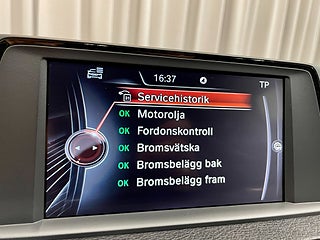 16:37
TP
Servicehistorik
OK Motorolja
OK Fordonskontroll
OK Bromsvätska
OK Bromsbelägg bak
OK Bromsbelägg fram